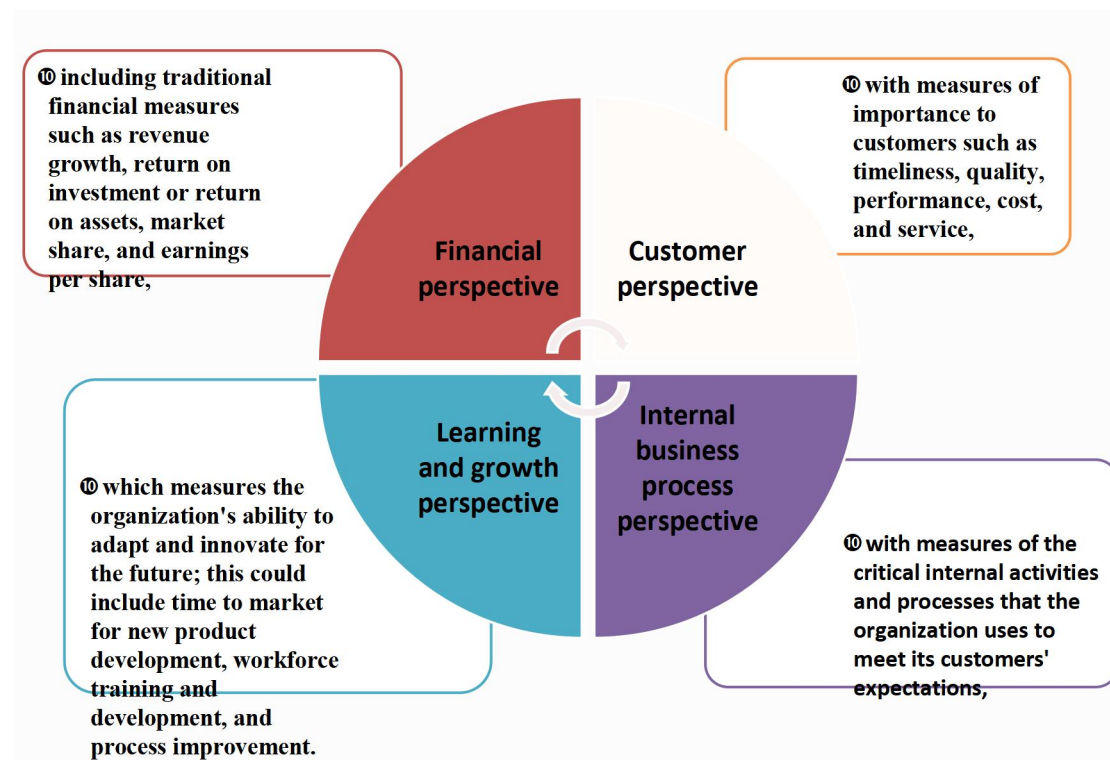 ❿ including traditional
financial measures
such as revenue
growth, return on
investment or return
on assets, market
share, and earnings
per share,
❿ with measures of
importance to
customers such as
timeliness, quality,
performance, cost,
and service,
Financial
perspective
Customer
perspective
Learning
and growth
perspective
Internal
business
process
perspective
❿ which measures the
organization's ability to
adapt and innovate for
the future; this could
include time to market
for new product
development, workforce
training and
development, and
process improvement.
❿ with measures of the
critical internal activities
and processes that the
organization uses to
meet its customers'
expectations,